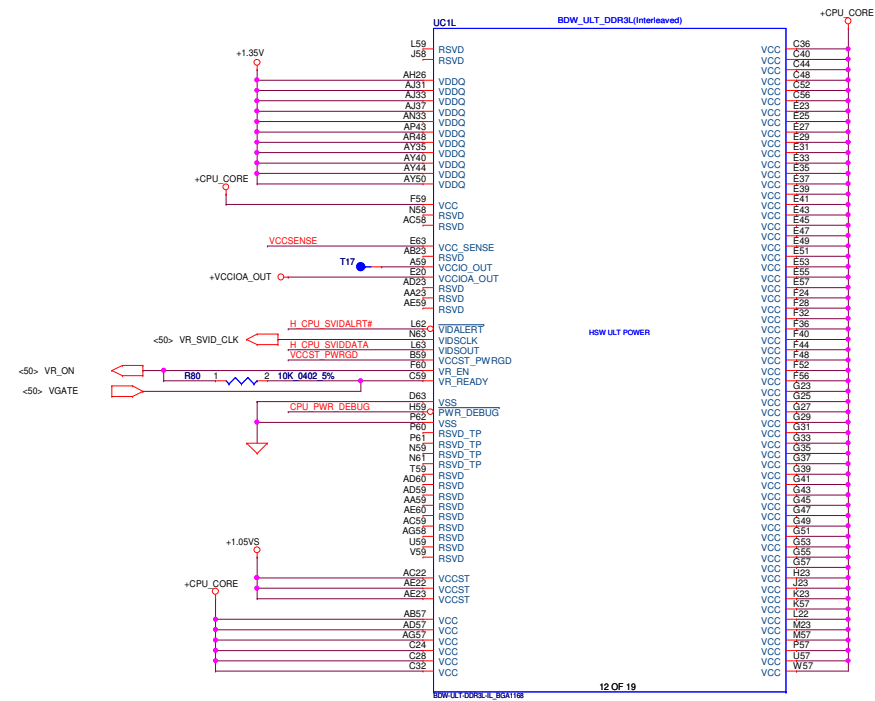 UC1L BDW_ULT_DDR3L(Interleaved) +CPU_CORE
L59 RSVD
J58 RSVD
+1.35V
AH26 VDDQ
AJ31 VDDQ
AJ33 VDDQ
AJ37 VDDQ
AN33 VDDQ
AP43 VDDQ
AR48 VDDQ
AY35 VDDQ
AY40 VDDQ
AY44 VDDQ
AY50 VDDQ
+CPU_CORE
F59 VCC
N58 RSVD
AC58 RSVD
VCCSENSE E63 VCC_SENSE
AB23 RSVD
T17 A59 VCCIO_OUT
+VCCIOA_OUT E20 VCCIOA_OUT
AD23 RSVD
AA23 RSVD
AE59 RSVD
H_CPU_SVIDALRT# L62 VIDALERT
<50> VR_SVID_CLK N63 VIDSCLK
H_CPU_SVIDDATA L63 VIDSOUT
VCCST_PWRGD B59 VCCST_PWRGD
<50> VR_ON F60 VR_EN
R80 1 2 10K_0402_5% C59 VR_READY
<50> VGATE
D63 VSS
CPU_PWR_DEBUG H59 PWR_DEBUG
P62 VSS
P60 RSVD_TP
P61 RSVD_TP
N59 RSVD_TP
N61 RSVD_TP
T59 RSVD
AD60 RSVD
AD59 RSVD
AA59 RSVD
AE60 RSVD
AC59 RSVD
AG58 RSVD
U59 RSVD
V59 RSVD
+1.05VS
AC22 VCCST
AE22 VCCST
AE23 VCCST
+CPU_CORE
AB57 VCC
AD57 VCC
AG57 VCC
C24 VCC
C28 VCC
C32 VCC
HSW ULT POWER
VCC C36
VCC C40
VCC C44
VCC C48
VCC C52
VCC C56
VCC E23
VCC E25
VCC E27
VCC E29
VCC E31
VCC E33
VCC E35
VCC E37
VCC E39
VCC E41
VCC E43
VCC E45
VCC E47
VCC E49
VCC E51
VCC E53
VCC E55
VCC E57
VCC F24
VCC F28
VCC F32
VCC F36
VCC F40
VCC F44
VCC F48
VCC F52
VCC F56
VCC G23
VCC G25
VCC G27
VCC G29
VCC G31
VCC G33
VCC G35
VCC G37
VCC G39
VCC G41
VCC G43
VCC G45
VCC G47
VCC G49
VCC G51
VCC G53
VCC G55
VCC G57
VCC H23
VCC J23
VCC K23
VCC K57
VCC L22
VCC M23
VCC M57
VCC P57
VCC U57
VCC W57
12 OF 19
BDW-ULT-DDR3L-IL_BGA1168